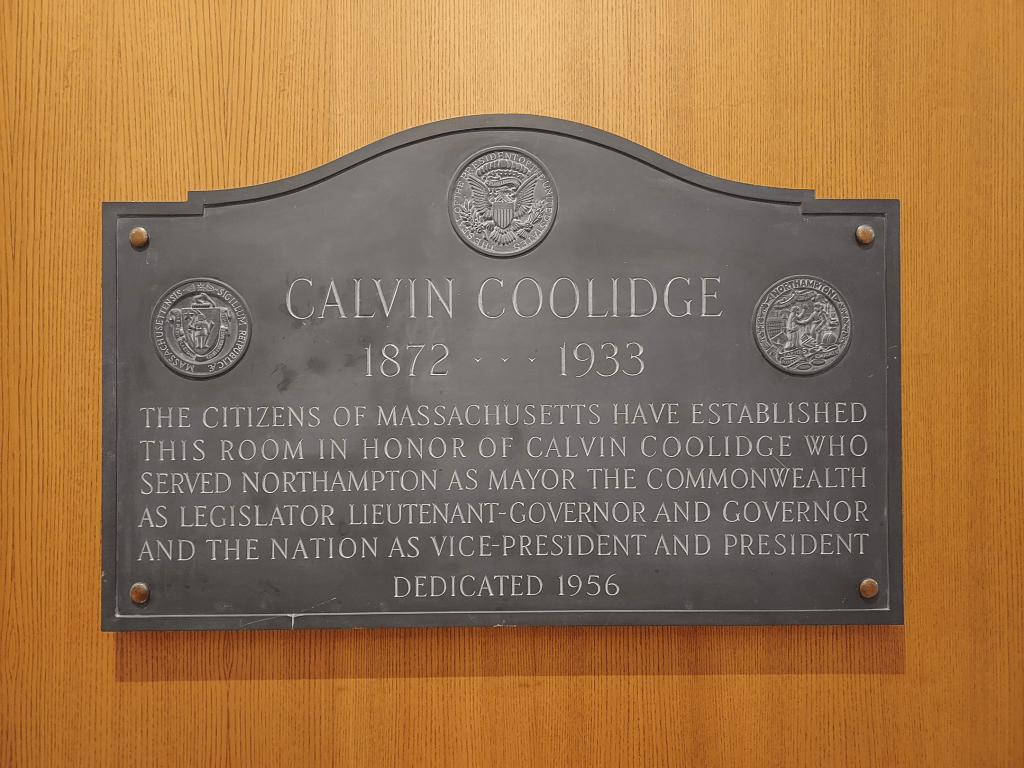 CALVIN COOLIDGE
1872 ˅ ˅ ˅ 1933
THE CITIZENS OF MASSACHUSETTS HAVE ESTABLISHED
THIS ROOM IN HONOR OF CALVIN COOLIDGE WHO
SERVED NORTHAMPTON AS MAYOR THE COMMONWEALTH
AS LEGISLATOR LIEUTENANT-GOVERNOR AND GOVERNOR
AND THE NATION AS VICE-PRESIDENT AND PRESIDENT
DEDICATED 1956
NORTHAMPTON